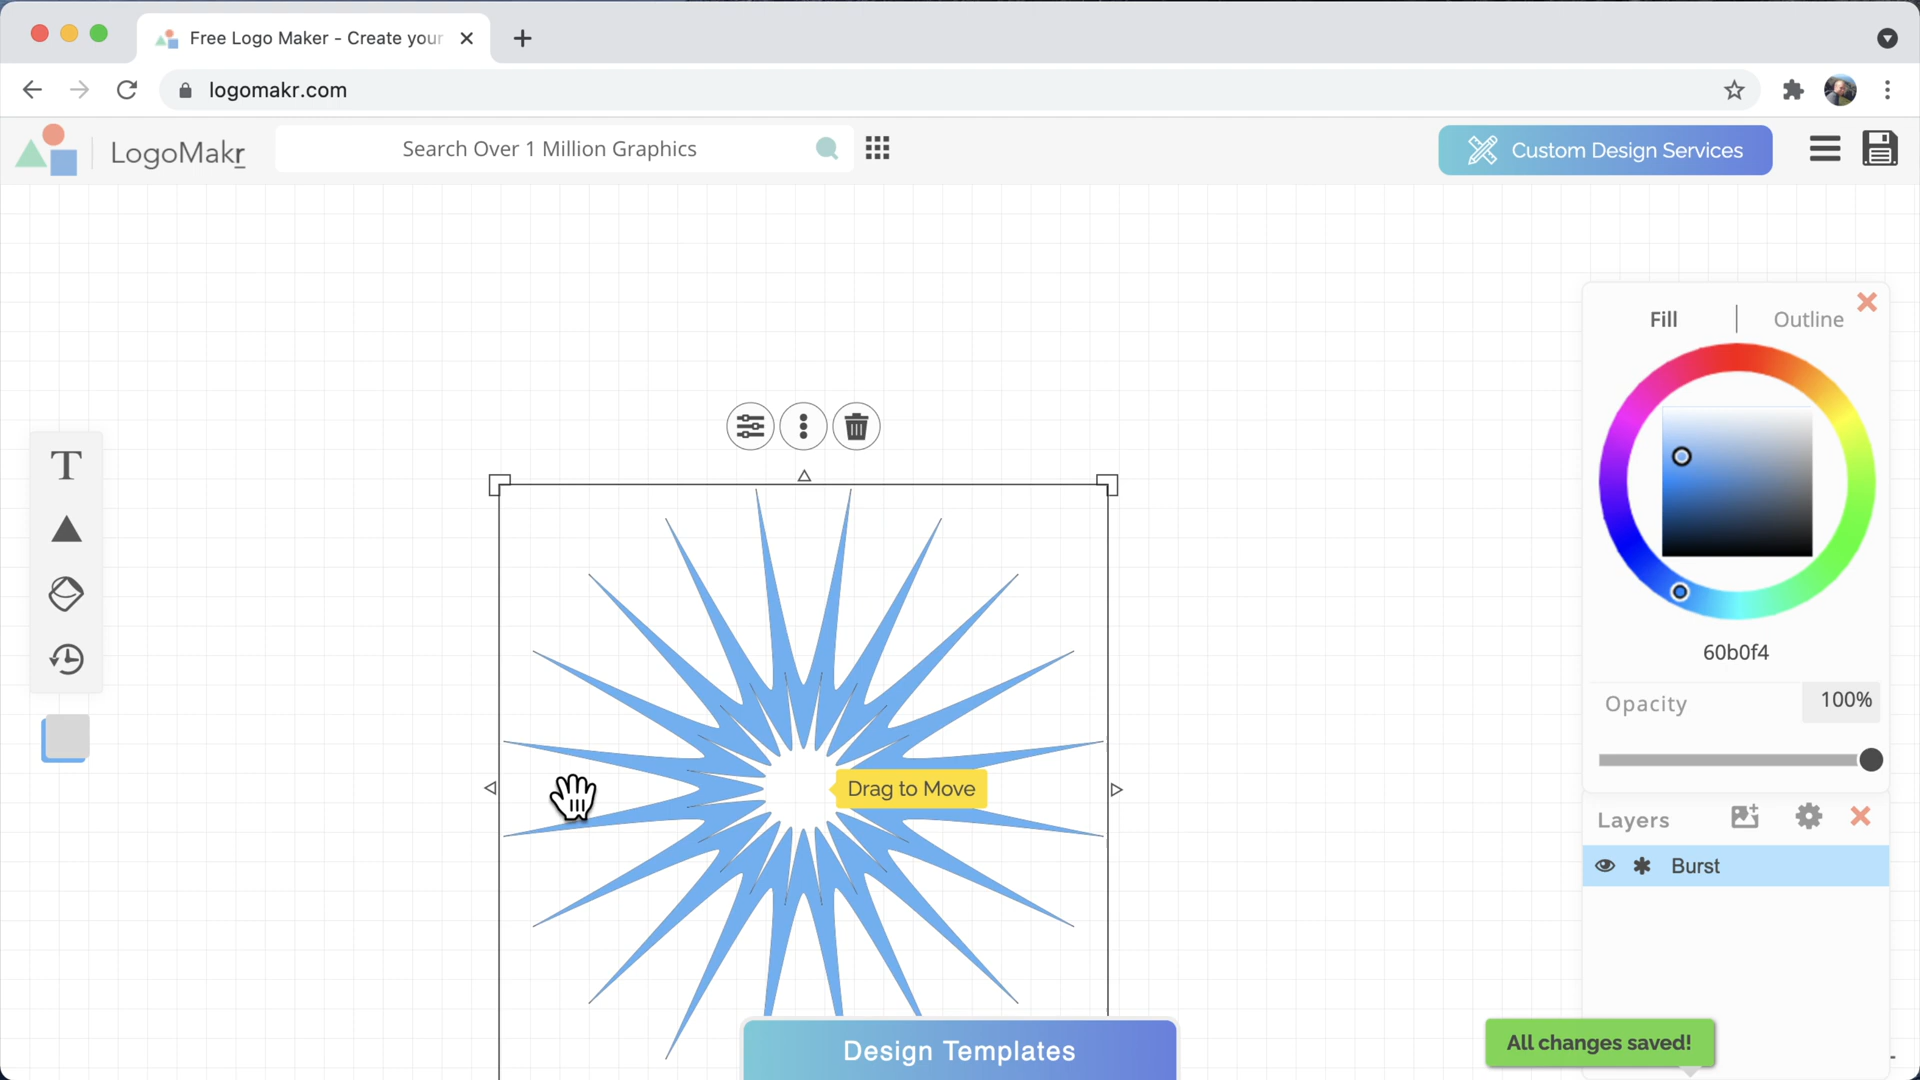 Free Logo Maker - Create your
logomakr.com
LogoMakr
Search Over 1 Million Graphics
Custom Design Services
Fill
Outline
T
60b0f4
Opacity
100%
Drag to Move
Layers
Burst
All changes saved!
Design Templates